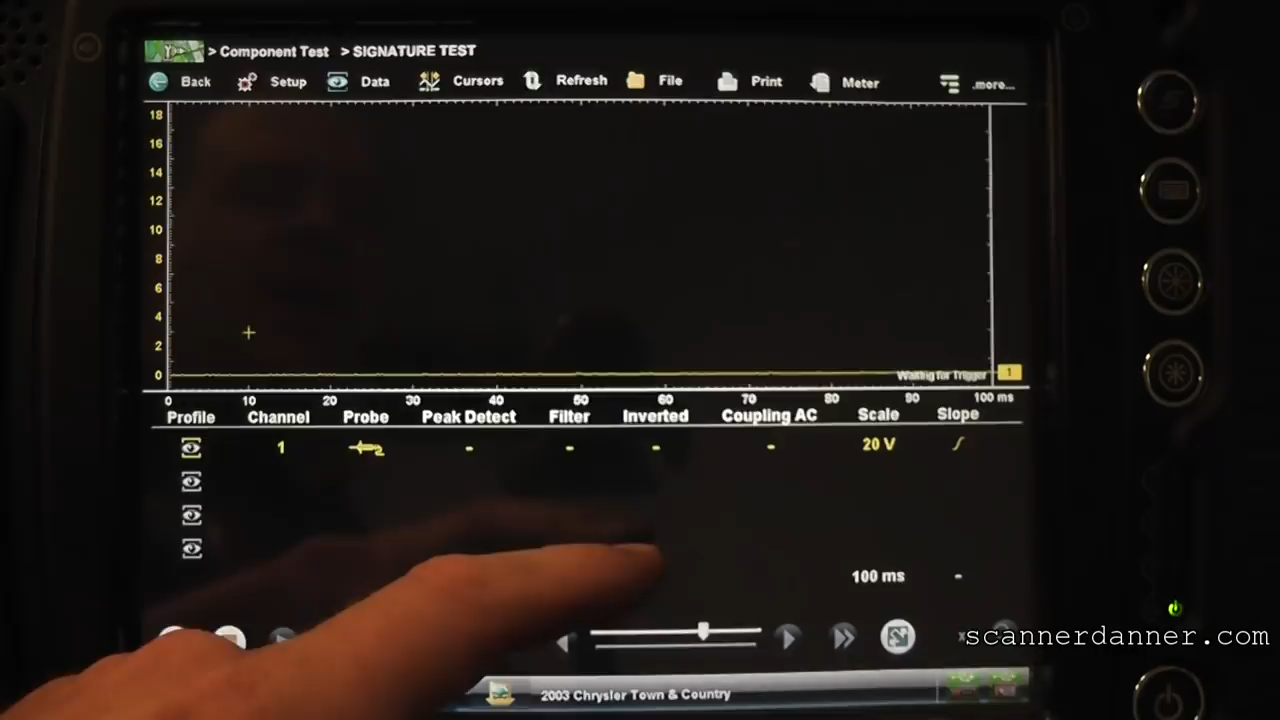 > Component Test > SIGNATURE TEST
Back Setup Data Cursors Refresh File Print Meter .more...
18
16
14
12
10
8
6
4
2
0
Waiting for Trigger 1
0 10 20 30 40 50 60 70 80 90 100 ms
Profile Channel Probe Peak Detect Filter Inverted Coupling AC Scale Slope
1 - - - - 20 V
100 ms -
scannerdanner.com
2003 Chrysler Town & Country